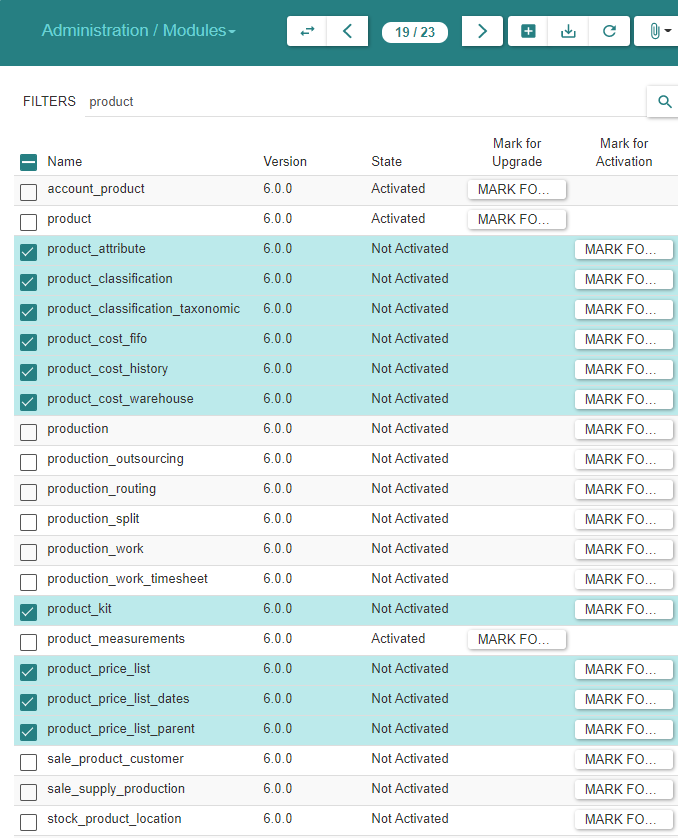 Administration / Modules
19 / 23
FILTERS product
Name Version State Mark for Upgrade Mark for Activation
account_product 6.0.0 Activated MARK FO...
product 6.0.0 Activated MARK FO...
product_attribute 6.0.0 Not Activated MARK FO...
product_classification 6.0.0 Not Activated MARK FO...
product_classification_taxonomic 6.0.0 Not Activated MARK FO...
product_cost_fifo 6.0.0 Not Activated MARK FO...
product_cost_history 6.0.0 Not Activated MARK FO...
product_cost_warehouse 6.0.0 Not Activated MARK FO...
production 6.0.0 Not Activated MARK FO...
production_outsourcing 6.0.0 Not Activated MARK FO...
production_routing 6.0.0 Not Activated MARK FO...
production_split 6.0.0 Not Activated MARK FO...
production_work 6.0.0 Not Activated MARK FO...
production_work_timesheet 6.0.0 Not Activated MARK FO...
product_kit 6.0.0 Not Activated MARK FO...
product_measurements 6.0.0 Activated MARK FO...
product_price_list 6.0.0 Not Activated MARK FO...
product_price_list_dates 6.0.0 Not Activated MARK FO...
product_price_list_parent 6.0.0 Not Activated MARK FO...
sale_product_customer 6.0.0 Not Activated MARK FO...
sale_supply_production 6.0.0 Not Activated MARK FO...
stock_product_location 6.0.0 Not Activated MARK FO...